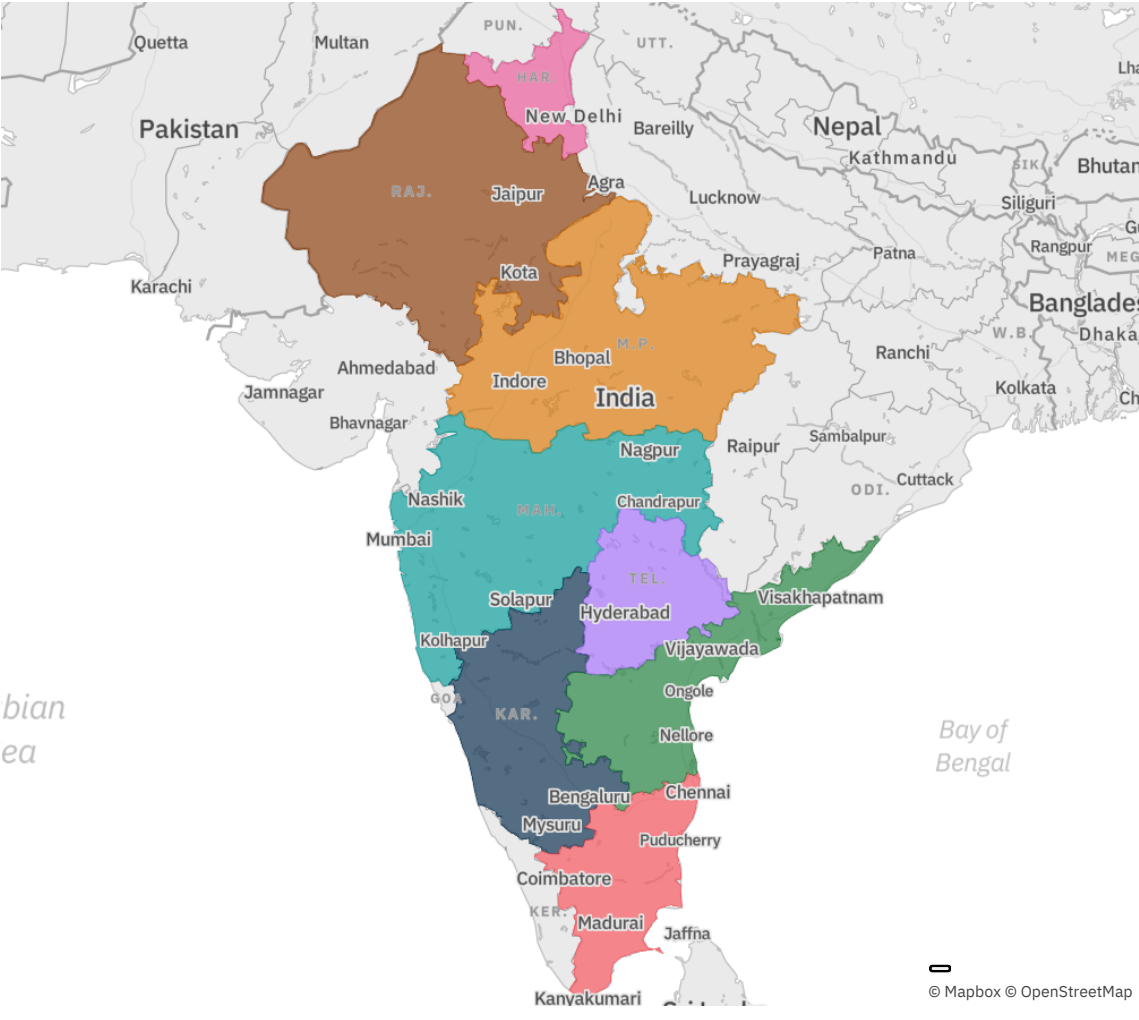 PUN.
Quetta
Multan
UTT.
HAR.
Lha
New Delhi
Pakistan
Bareilly
Nepal
Kathmandu
SIK.
Bhutan
RAJ.
Jaipur
Agra
Lucknow
Siliguri
Gu
Rangpur
Patna
MEG
Prayagraj
Kota
Karachi
Banglades
W.B.
Dhaka
M.P.
Bhopal
Ranchi
Ahmedabad
Indore
Kolkata
Jamnagar
India
Ch
Bhavnagar
Sambalpur
Nagpur
Raipur
Cuttack
ODI.
Nashik
Chandrapur
MAH.
Mumbai
TEL.
Visakhapatnam
Solapur
Hyderabad
Kolhapur
Vijayawada
Ongole
GOA
bian
ea
KAR.
Nellore
Bay of
Bengal
Chennai
Bengaluru
Mysuru
Puducherry
Coimbatore
KER.
Madurai
Jaffna
Kanyakumari
© Mapbox © OpenStreetMap